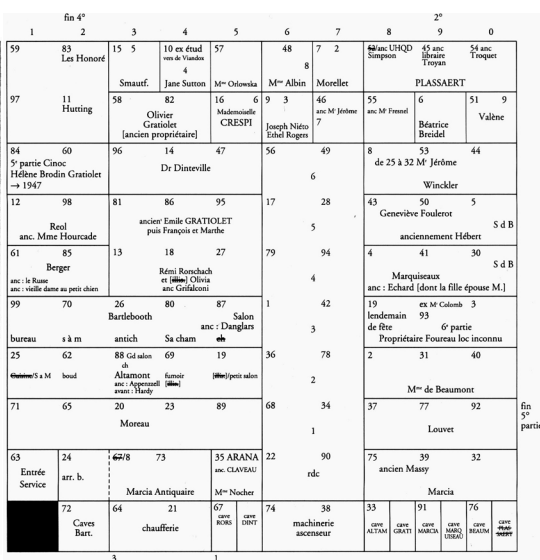 fin 4° 2°
1 2 3 4 5 6 7 8 9 0
59 83 15 5 10 ex étud 57 48 7 2 52/anc UHQD 45 anc 54 anc
Les Honoré vers de Viandox Simpson libraire Troquet
4 8 Troyan
Smautf. Jane Sutton Mme Orlowska Mme Albin Morellet PLASSAERT
97 11 58 82 16 6 9 3 46 55 6 51 9
Hutting Olivier Mademoiselle anc Mr Jérôme anc Mr Fresnel Valène
Gratiolet CRESPI Joseph Niéto 7 Béatrice
[ancien propriétaire] Ethel Rogers Breidel
84 60 96 14 47 56 49 8 53 44
5e partie Cinoc Dr Dinteville 6 de 25 à 32 Mr Jérôme
Hélène Brodin Gratiolet
→ 1947 Winckler
12 98 81 86 95 17 28 43 50 5
Geneviève Foulerot
Reol ancient Emile GRATIOLET 5 S d B
anc. Mme Hourcade puis François et Marthe anciennement Hébert
61 85 13 18 27 79 94 4 41 30
Berger Rémi Rorschach S d B
anc : le Russe et [illis] Olivia 4 Marquiseaux
anc : vieille dame au petit chien anc Grifalconi anc : Echard [dont la fille épouse M.]
99 70 26 80 87 1 42 19 ex Mr Colomb 3
Bartlebooth Salon lendemain 93
anc : Danglars 3 de fête 6e partie
bureau s à m antich Sa cham ch Propriétaire Foureau loc inconnu
25 62 88 Gd salon 69 19 36 78 2 31 40
ch
Cuisine/S a M boud Altamont fumoir [illis]/petit salon 2
anc : Appenzzell [illis]
avant : Hardy Mme de Beaumont
71 65 20 23 89 68 34 37 77 92 fin
Moreau 1 Louvet 5°
partie
63 24 67/8 73 35 ARANA 22 90 75 39 32
anc. CLAVEAU ancien Massy
Entrée arr. b. rdc
Service Marcia Antiquaire Mme Nocher Marcia
72 64 21 67 74 38 33 91 76
Caves chaufferie cave cave machinerie cave cave cave cave cave cave
Bart. RORS DINT ascenseur ALTAM GRATI MARCIA MARQ BEAUM PLAS
UISEAU SAERT
3 1